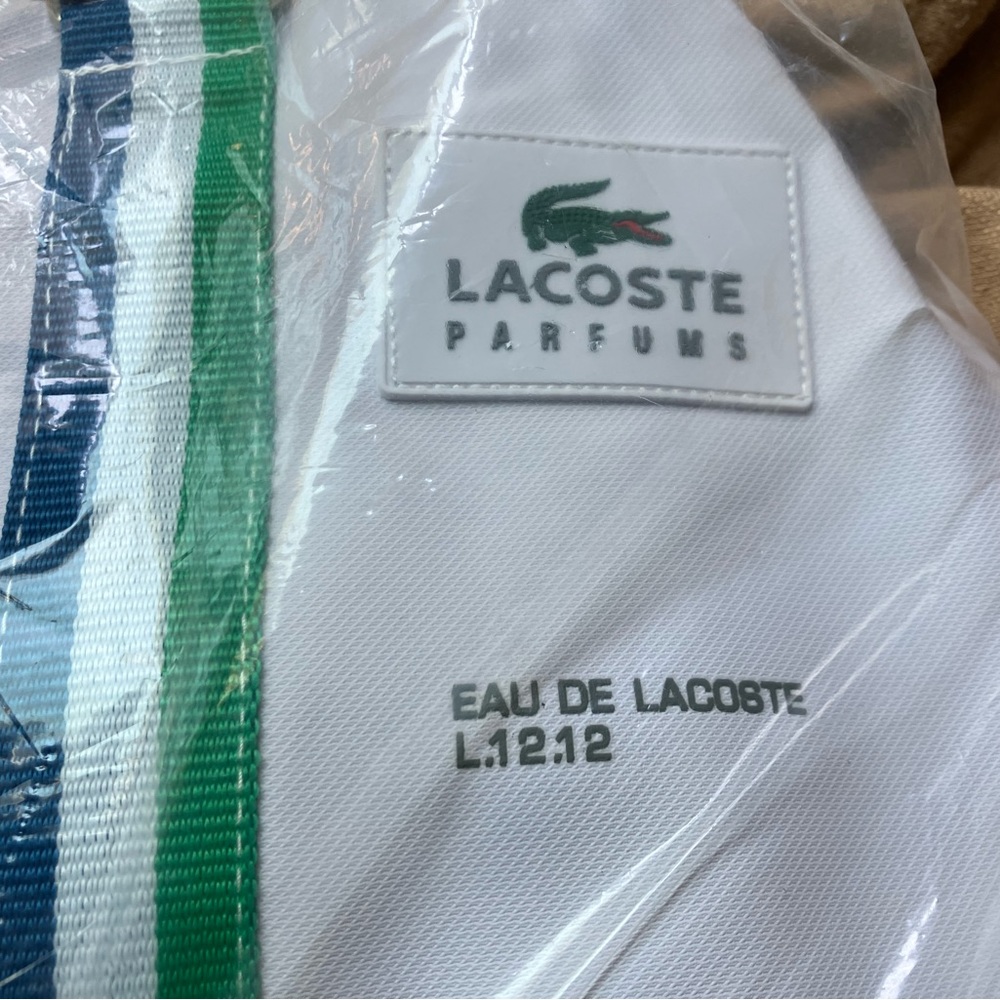 LACOSTE
PARFUMS
EAU DE LACOSTE
L.12.12